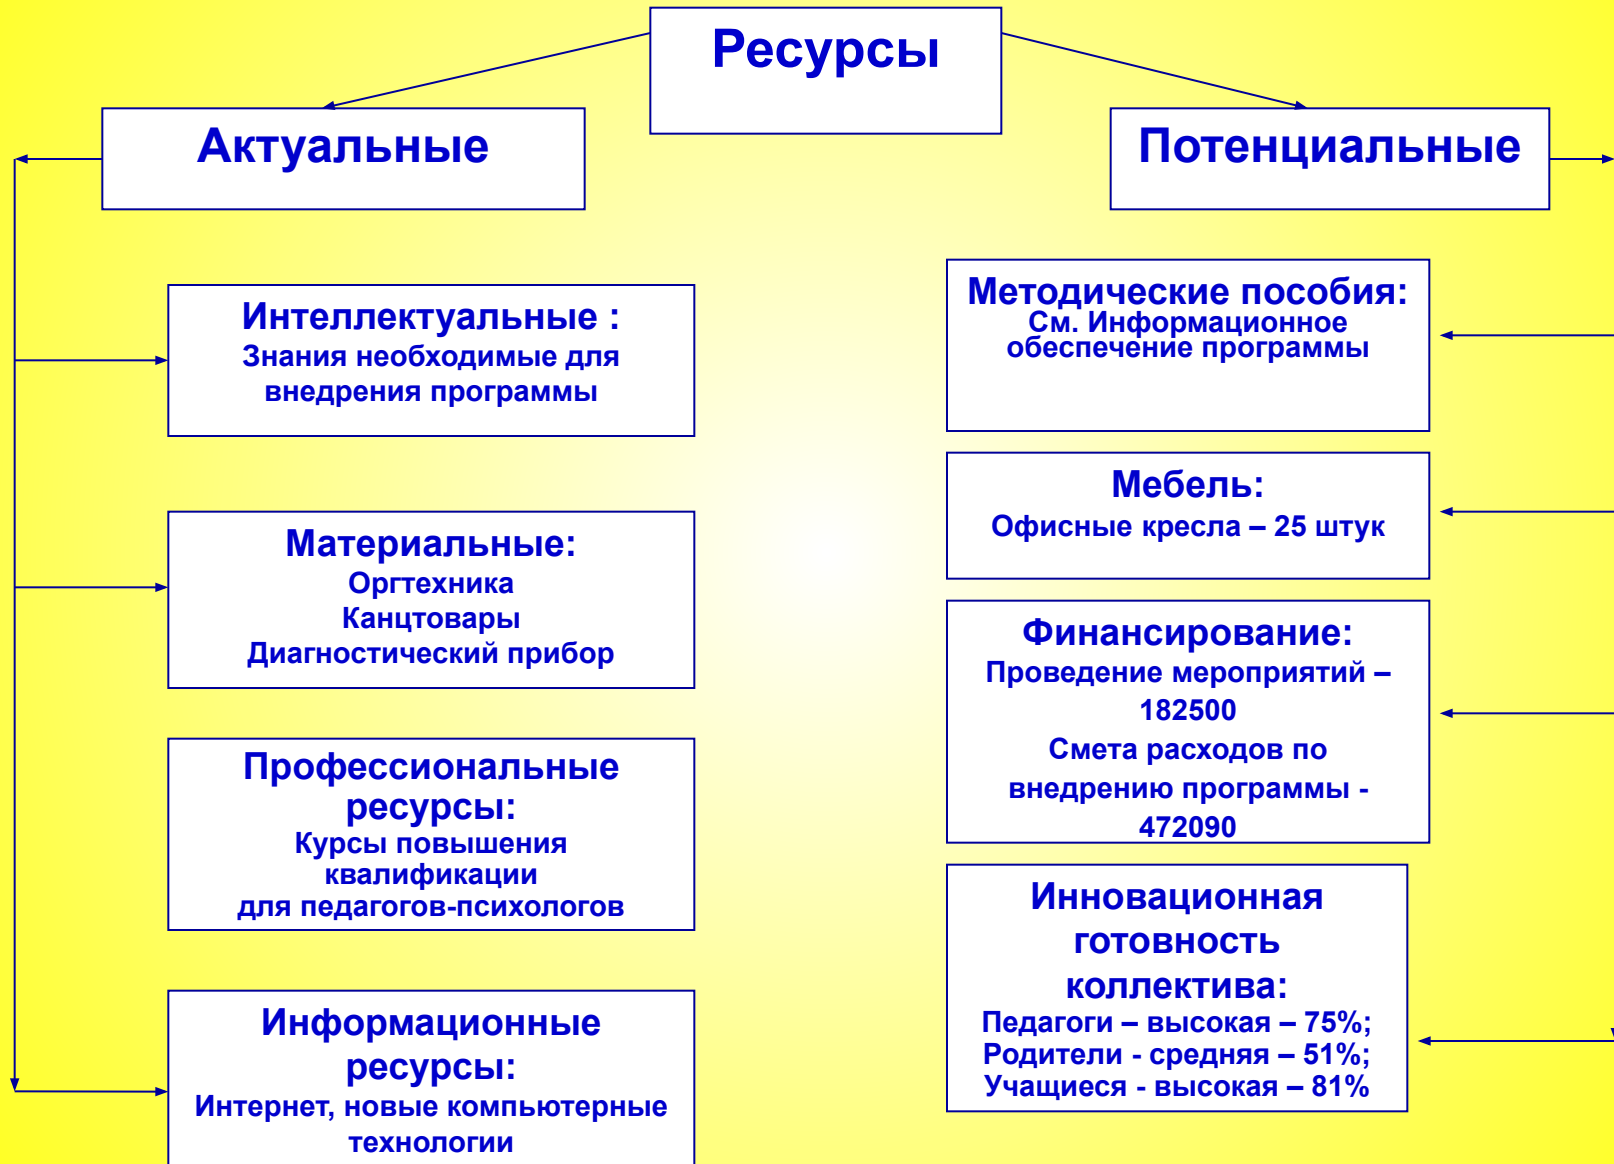 Ресурсы
Актуальные
Потенциальные
Интеллектуальные :
Знания необходимые для
внедрения программы
Материальные:
Оргтехника
Канцтовары
Диагностический прибор
Профессиональные
ресурсы:
Курсы повышения
квалификации
для педагогов-психологов
Информационные
ресурсы:
Интернет, новые компьютерные
технологии
Методические пособия:
См. Информационное
обеспечение программы
Мебель:
Офисные кресла – 25 штук
Финансирование:
Проведение мероприятий –
182500
Смета расходов по
внедрению программы -
472090
Инновационная
готовность
коллектива:
Педагоги – высокая – 75%;
Родители - средняя – 51%;
Учащиеся - высокая – 81%